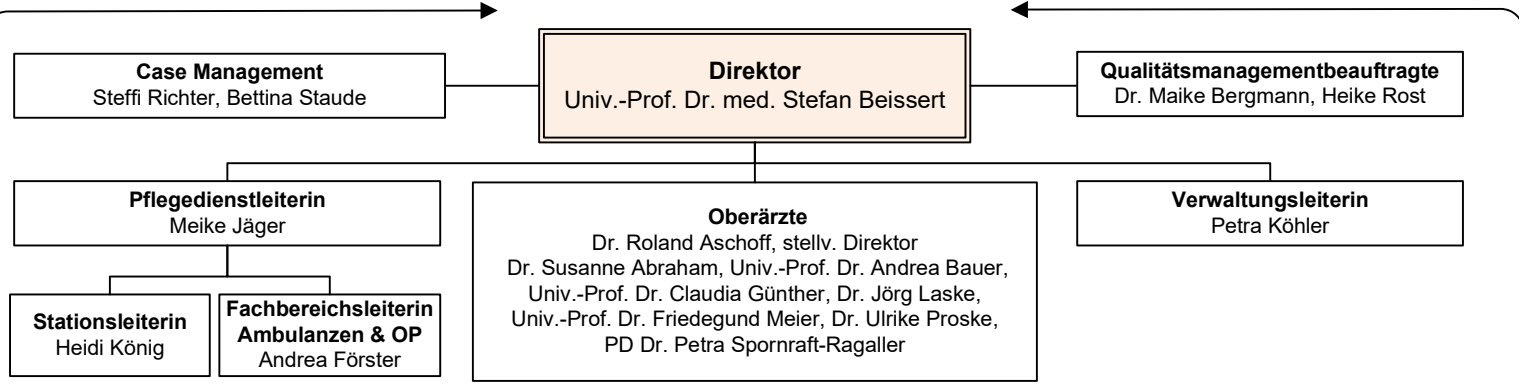 Case Management
Steffi Richter, Bettina Staude
Direktor
Univ.-Prof. Dr. med. Stefan Beissert
Qualitätsmanagementbeauftragte
Dr. Maike Bergmann, Heike Rost
Pflegedienstleiterin
Meike Jäger
Oberärzte
Dr. Roland Aschoff, stellv. Direktor
Dr. Susanne Abraham, Univ.-Prof. Dr. Andrea Bauer,
Univ.-Prof. Dr. Claudia Günther, Dr. Jörg Laske,
Univ.-Prof. Dr. Friedegund Meier, Dr. Ulrike Proske,
PD Dr. Petra Spornraft-Ragaller
Verwaltungsleiterin
Petra Köhler
Stationsleiterin
Heidi König
Fachbereichsleiterin
Ambulanzen & OP
Andrea Förster